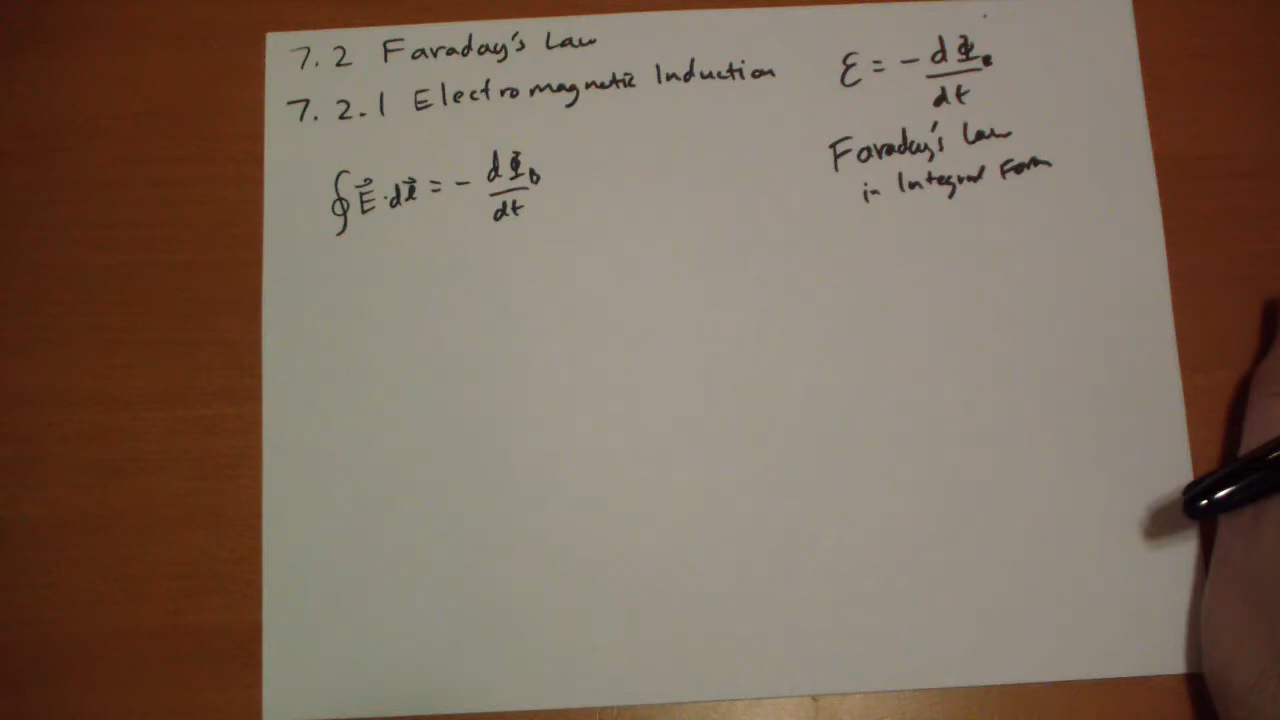 7.2 Faraday's Law
7.2.1 Electromagnetic Induction
∮ E⃗ · dl⃗ = - dΦ_B/dt
ℰ = - dΦ_B/dt
Faraday's Law
in Integral Form